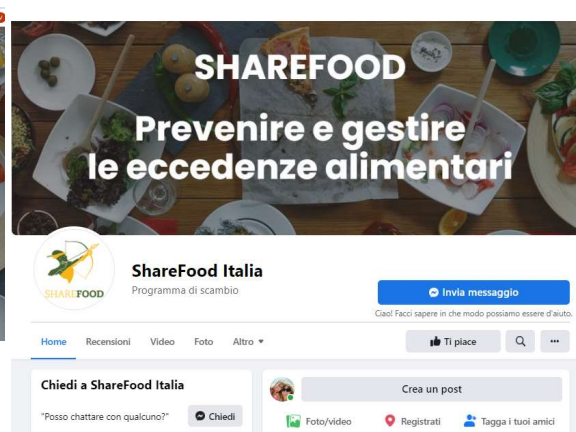 SHAREFOOD
Prevenire e gestire
le eccedenze alimentari
SHAREFOOD
ShareFood Italia
Programma di scambio
Invia messaggio
Ciao! Facci sapere in che modo possiamo essere d'aiuto.
Home Recensioni Video Foto Altro
Ti piace
Chiedi a ShareFood Italia
"Posso chattare con qualcuno?" Chiedi
Crea un post
Foto/video Registrati Tagga i tuoi amici